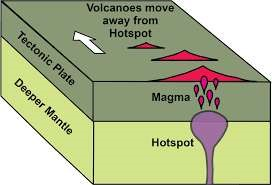 Volcanoes move
away from
Hotspot
Tectonic Plate
Magma
Deeper Mantle
Hotspot